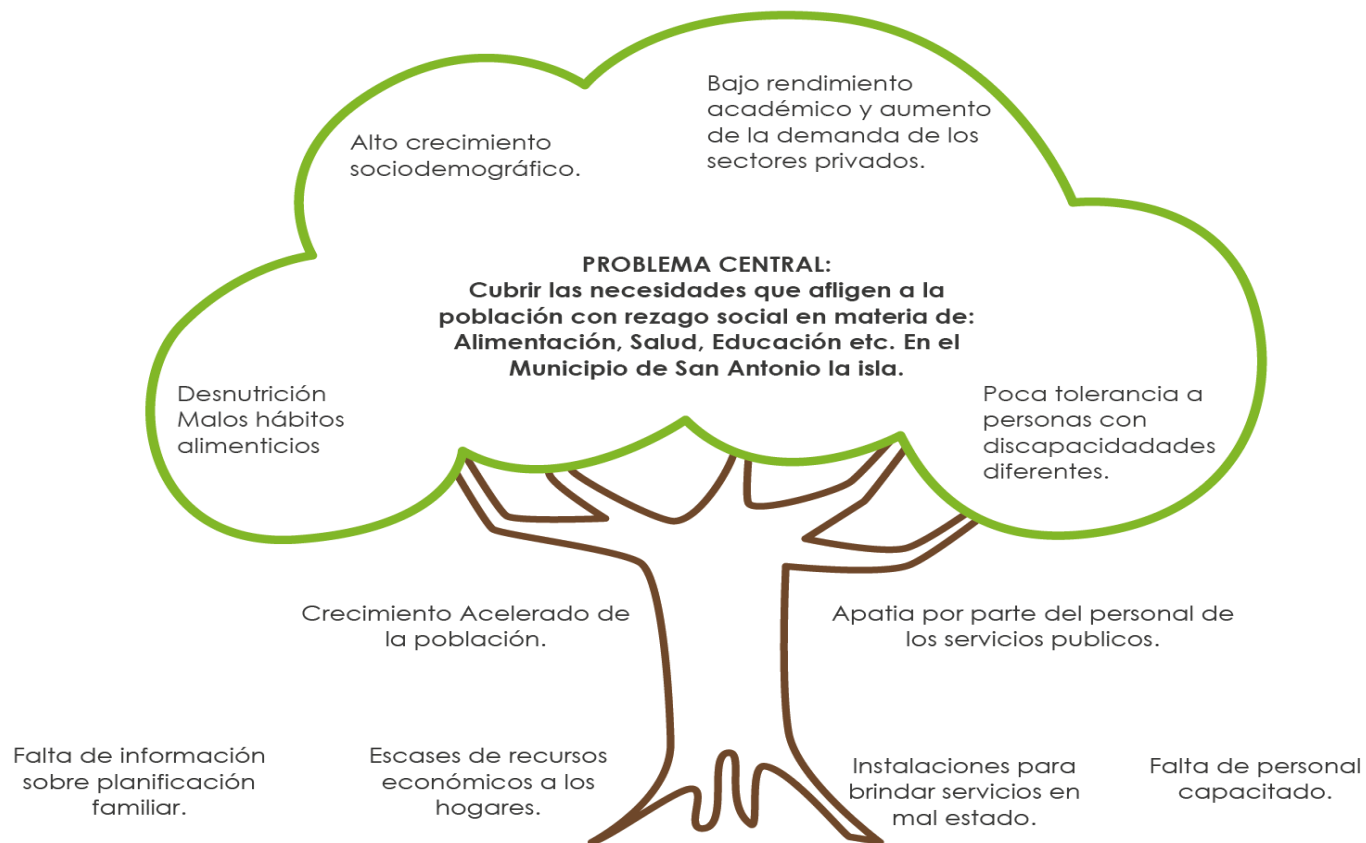 Bajo rendimiento
académico y aumento
de la demanda de los
sectores privados.
Alto crecimiento
sociodemográfico.
PROBLEMA CENTRAL:
Cubrir las necesidades que afligen a la
población con rezago social en materia de:
Alimentación, Salud, Educación etc. En el
Municipio de San Antonio la isla.
Desnutrición
Malos hábitos
alimenticios
Poca tolerancia a
personas con
discapacidadades
diferentes.
Crecimiento Acelerado de
la población.
Apatia por parte del personal de
los servicios publicos.
Falta de información
sobre planificación
familiar.
Escases de recursos
económicos a los
hogares.
Instalaciones para
brindar servicios en
mal estado.
Falta de personal
capacitado.